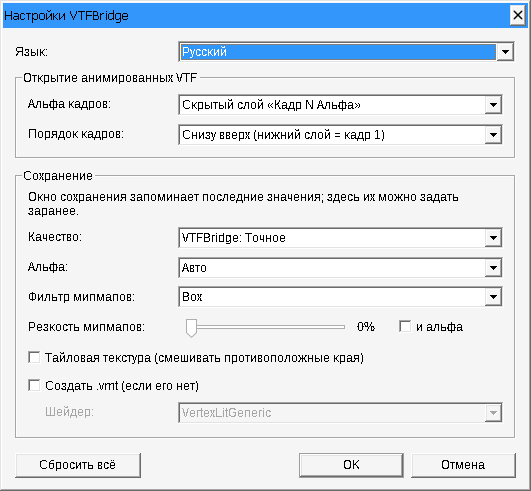 Настройки VTFBridge
Язык: Русский
Открытие анимированных VTF
Альфа кадров: Скрытый слой «Кадр N Альфа»
Порядок кадров: Снизу вверх (нижний слой = кадр 1)
Сохранение
Окно сохранения запоминает последние значения; здесь их можно задать
заранее.
Качество: VTFBridge: Точное
Альфа: Авто
Фильтр мипмапов: Box
Резкость мипмапов: 0% и альфа
Тайловая текстура (смешивать противоположные края)
Создать .vmt (если его нет)
Шейдер: VertexLitGeneric
Сбросить всё OK Отмена